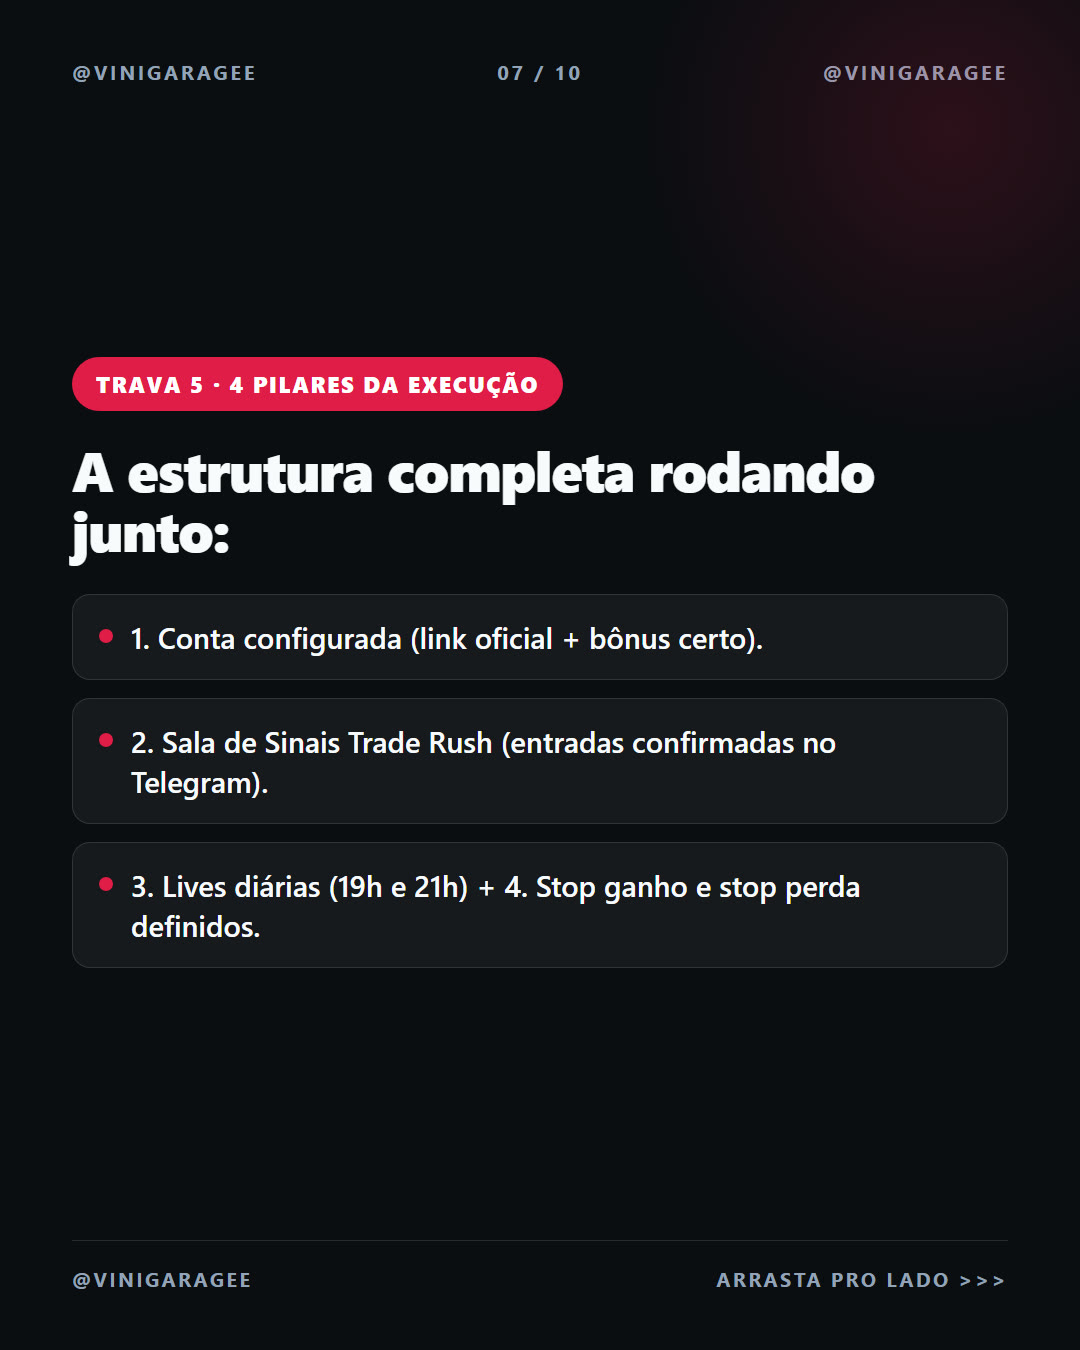 @VINIGARAGEE
07 / 10
@VINIGARAGEE
TRAVA 5 · 4 PILARES DA EXECUÇÃO
A estrutura completa rodando
junto:
1. Conta configurada (link oficial + bônus certo).
2. Sala de Sinais Trade Rush (entradas confirmadas no
Telegram).
3. Lives diárias (19h e 21h) + 4. Stop ganho e stop perda
definidos.
@VINIGARAGEE
ARRASTA PRO LADO >>>